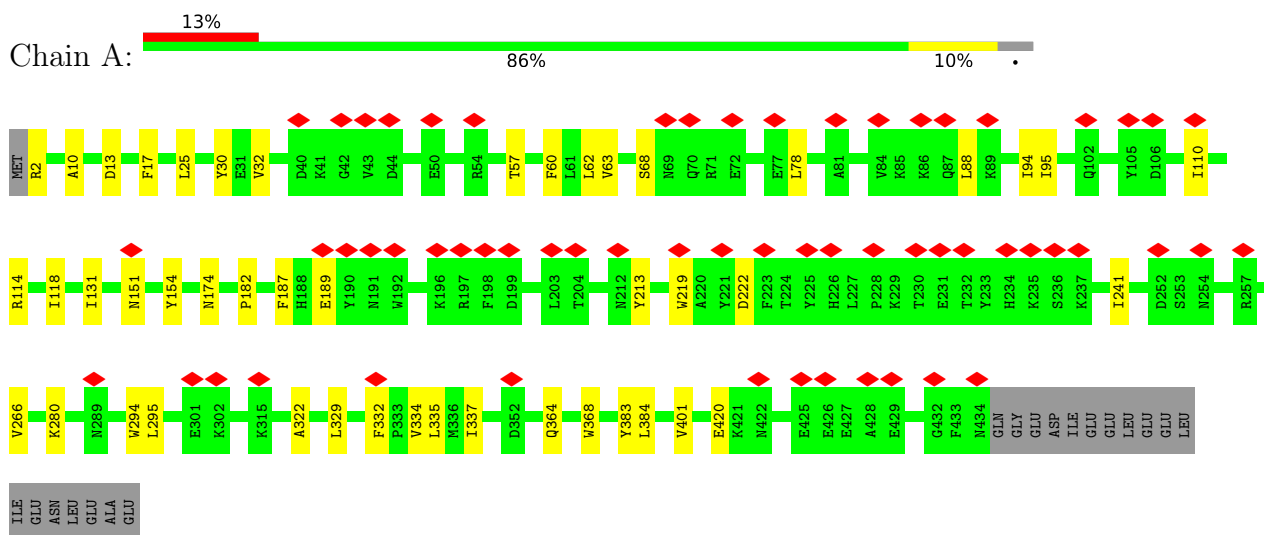 13%
Chain A:
86% 10% •
MET R2 A10 D13 F17 L25 Y30 E31 V32 D40 K41 G42 V43 D44 E50 R54 T57 F60 L61 L62 V63 S68 N69 Q70 R71 E72 E77 L78 A81 V84 K85 K86 Q87 L88 K89 I94 I95 Q102 Y105 D106 I110
R114 I118 I131 N151 Y154 N174 P182 F187 H188 E189 Y190 N191 W192 K196 R197 F198 D199 L203 T204 N212 Y213 W219 A220 Y221 D222 F223 T224 Y225 H226 L227 P228 K229 T230 E231 T232 Y233 H234 K235 S236 K237 I241 D252 S253 N254 R257
V266 K280 N289 W294 L295 E301 K302 K315 A322 L329 F332 P333 V334 L335 M336 I337 D352 Q364 W368 Y383 L384 V401 E420 K421 N422 E425 E426 E427 A428 E429 G432 F433 N434 GLN GLY GLU ASP ILE GLU GLU LEU LEU GLU GLU LEU
ILE GLU ASN LEU GLU ALA GLU